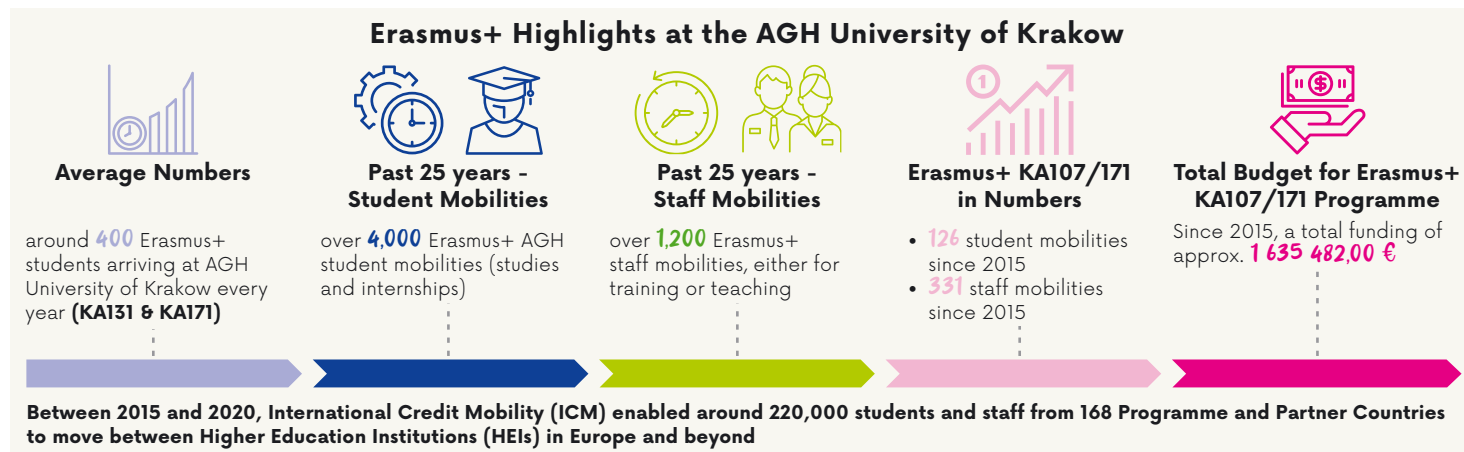 Erasmus+ Highlights at the AGH University of Krakow
Average Numbers
around 400 Erasmus+
students arriving at AGH
University of Krakow every
year (KA131 & KA171)
Past 25 years -
Student Mobilities
over 4,000 Erasmus+ AGH
student mobilities (studies
and internships)
Past 25 years -
Staff Mobilities
over 1,200 Erasmus+
staff mobilities, either for
training or teaching
1
Erasmus+ KA107/171
in Numbers
• 126 student mobilities
since 2015
• 331 staff mobilities
since 2015
$
Total Budget for Erasmus+
KA107/171 Programme
Since 2015, a total funding of
approx. 1 635 482,00 €
Between 2015 and 2020, International Credit Mobility (ICM) enabled around 220,000 students and staff from 168 Programme and Partner Countries
to move between Higher Education Institutions (HEIs) in Europe and beyond